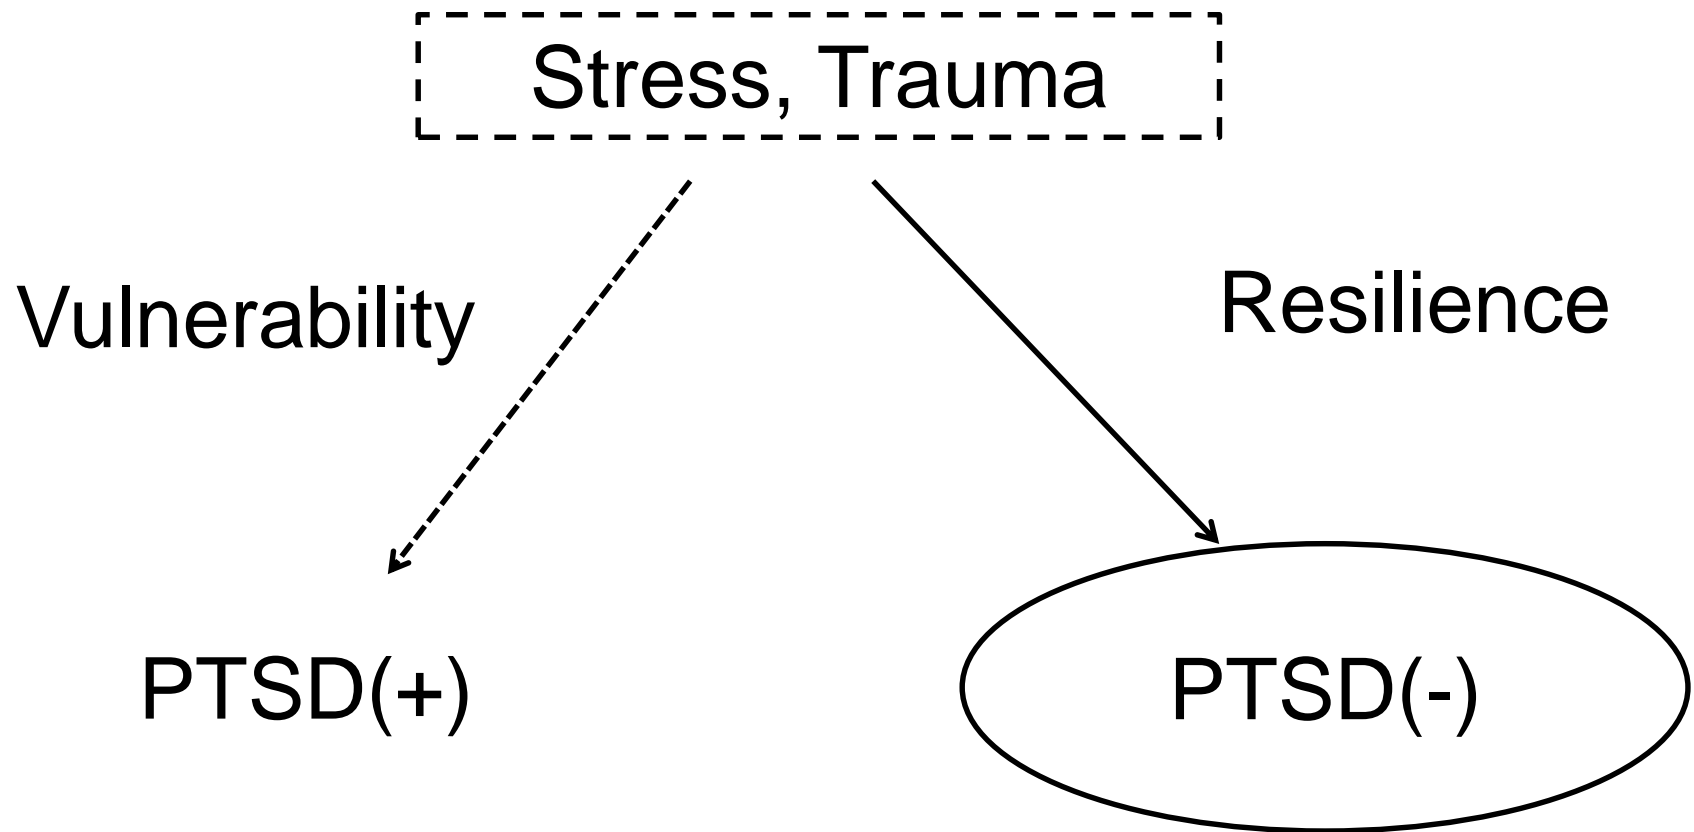 Stress, Trauma
Vulnerability
Resilience
PTSD(+)
PTSD(-)